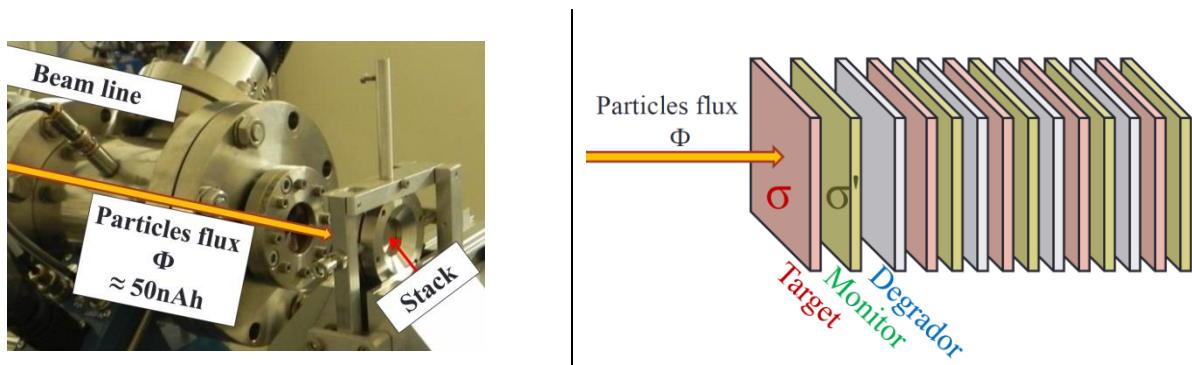 Beam line
Particles flux
Φ
≈ 50nAh
Stack
Particles flux
Φ
σ
σ'
Target
Monitor
Degrador